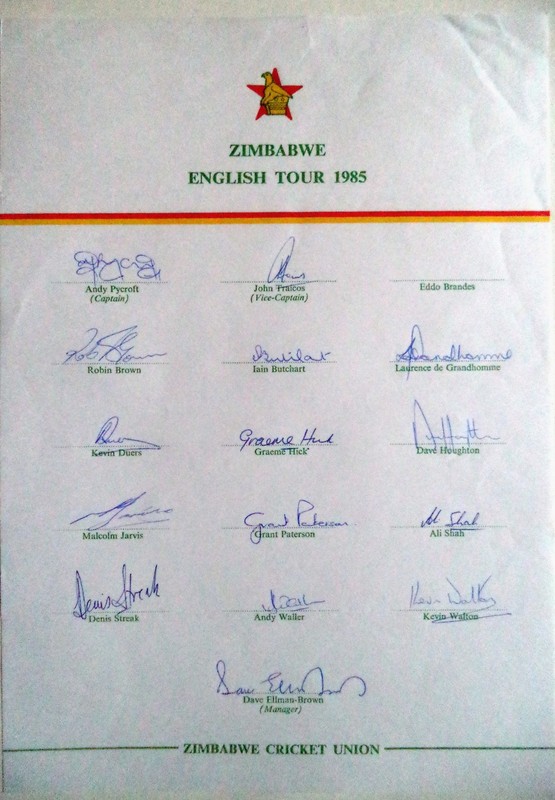 ZIMBABWE
ENGLISH TOUR 1985
Andy Pycroft
(Captain)
John Traicos
(Vice-Captain)
Eddo Brandes
Robin Brown
Iain Butchart
Laurence de Grandhomme
Kevin Duers
Graeme Hick
Graeme Hick
Dave Houghton
Malcolm Jarvis
Grant Paterson
Grant Paterson
Ali Shah
Ali Shah
Denis Streak
Denis Streak
Andy Waller
Kevin Walton
Dave Ellman-Brown
(Manager)
ZIMBABWE CRICKET UNION